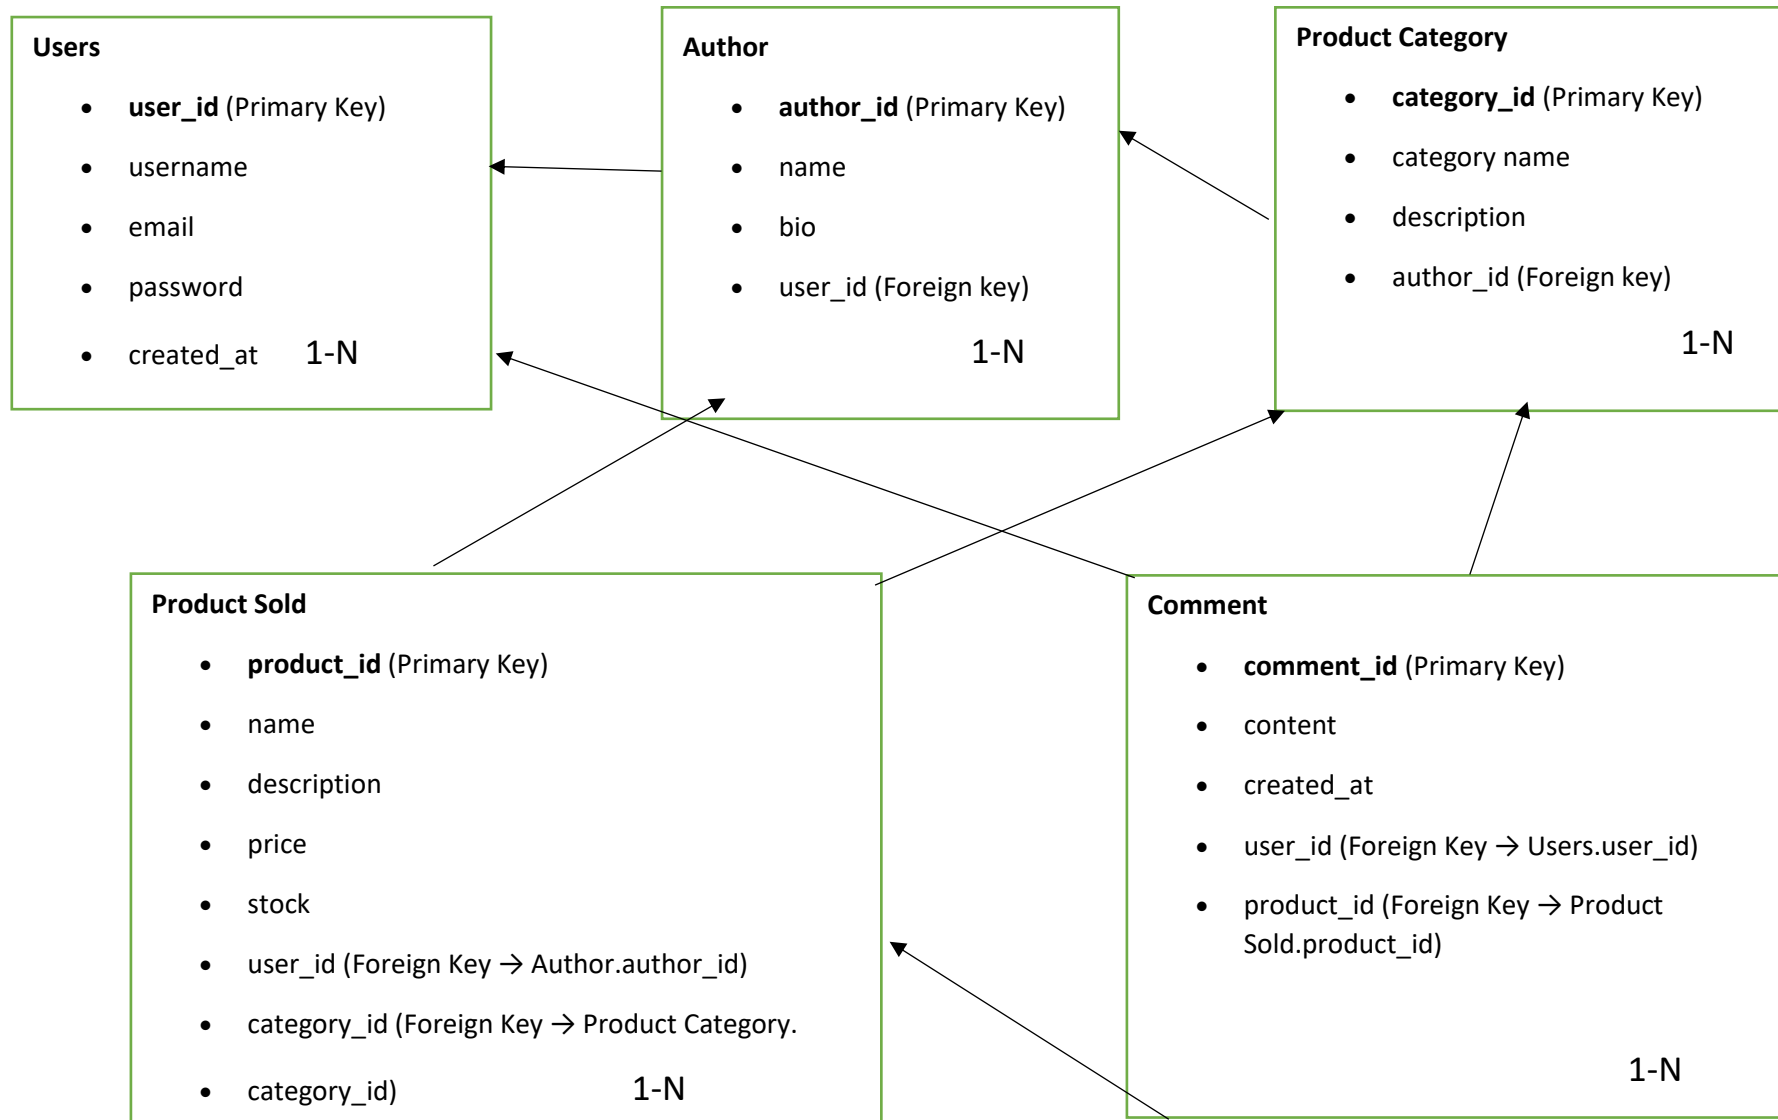 Users
• user_id (Primary Key)
• username
• email
• password
• created_at 1-N
Author
• author_id (Primary Key)
• name
• bio
• user_id (Foreign key)
1-N
Product Category
• category_id (Primary Key)
• category name
• description
• author_id (Foreign key)
1-N
Product Sold
• product_id (Primary Key)
• name
• description
• price
• stock
• user_id (Foreign Key → Author.author_id)
• category_id (Foreign Key → Product Category.
• category_id) 1-N
Comment
• comment_id (Primary Key)
• content
• created_at
• user_id (Foreign Key → Users.user_id)
• product_id (Foreign Key → Product
Sold.product_id)
1-N